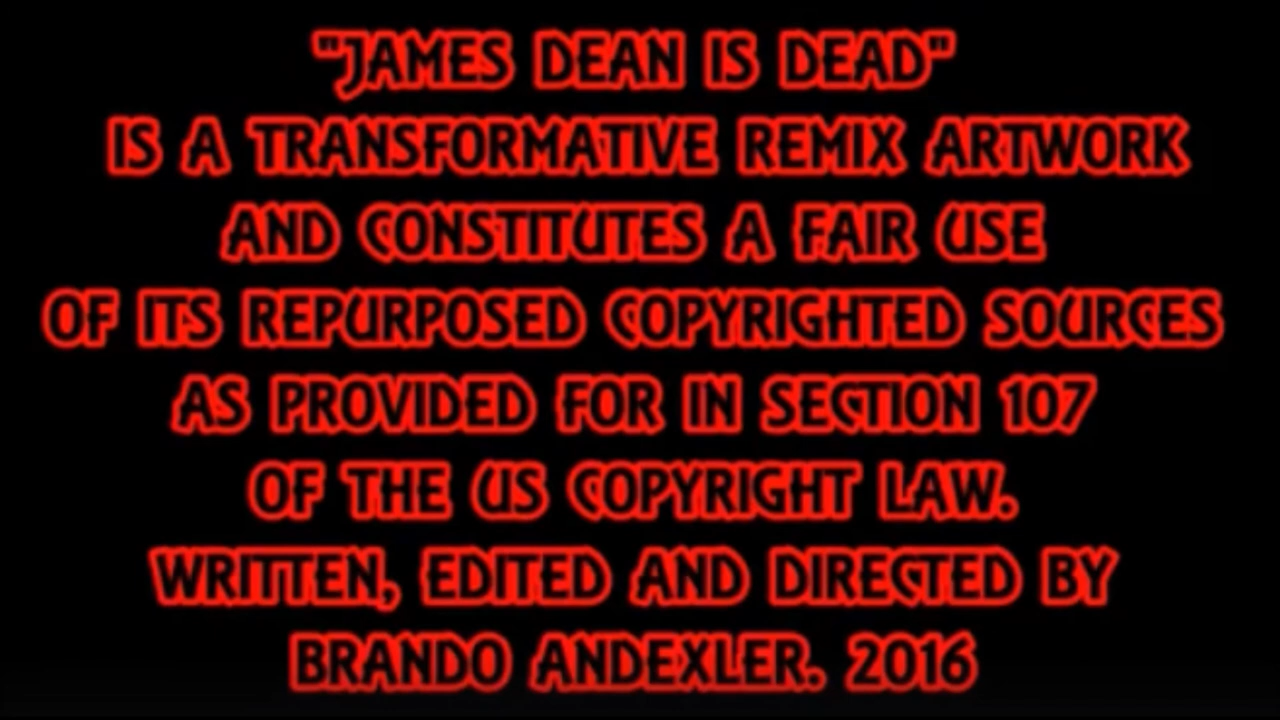 "JAMES DEAN IS DEAD"
IS A TRANSFORMATIVE REMIX ARTWORK
AND CONSTITUTES A FAIR USE
OF ITS REPURPOSED COPYRIGHTED SOURCES
AS PROVIDED FOR IN SECTION 107
OF THE US COPYRIGHT LAW.
WRITTEN, EDITED AND DIRECTED BY
BRANDO ANDEXLER. 2016